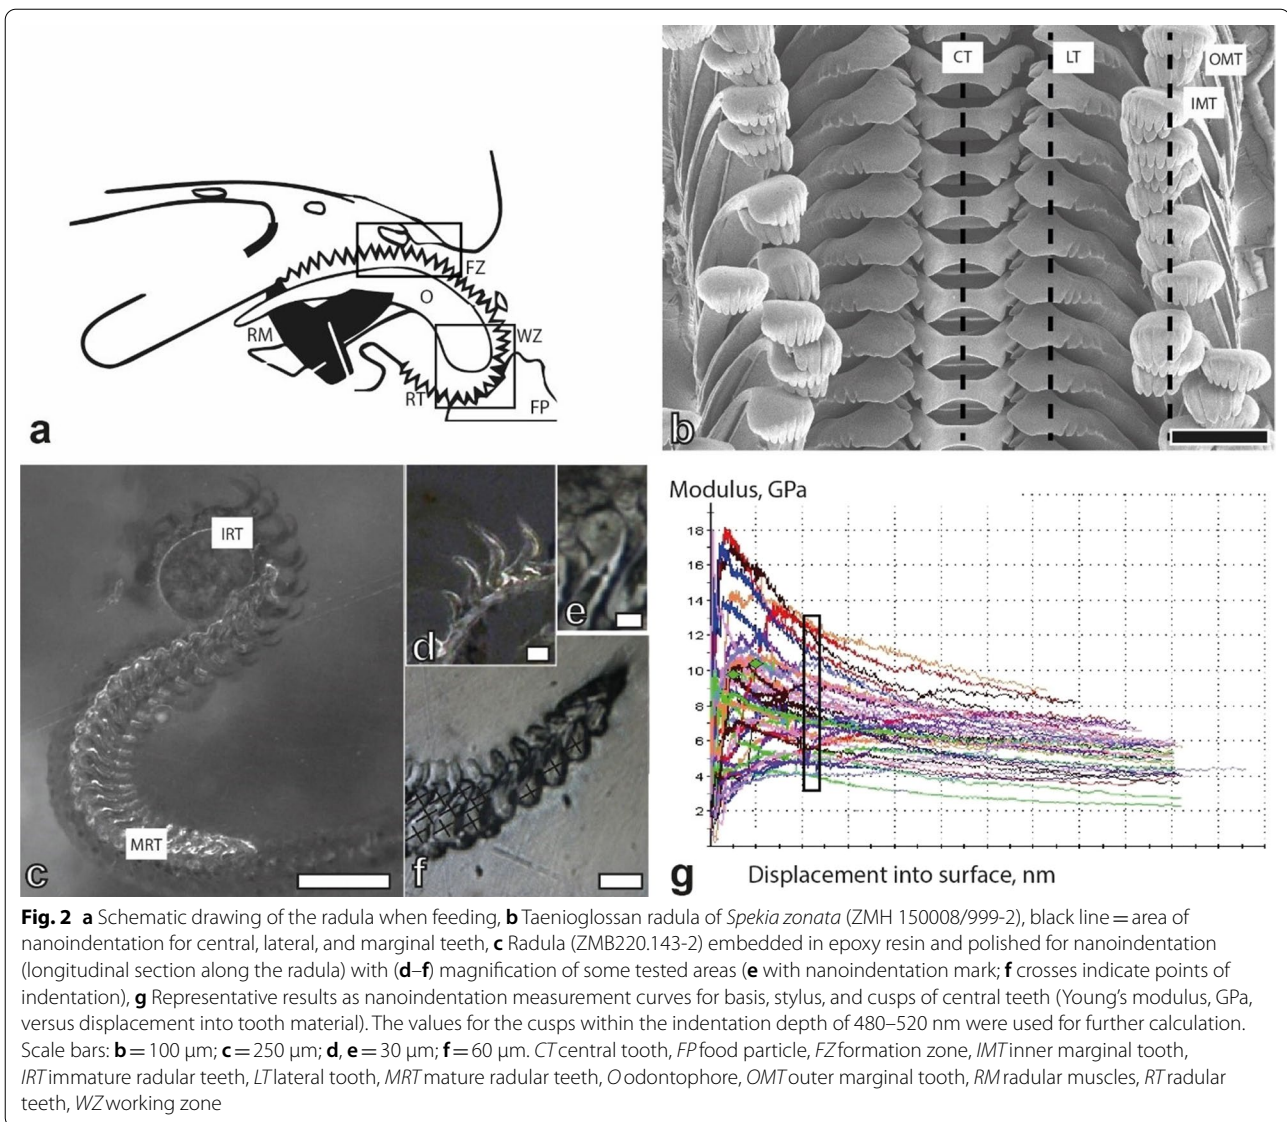 FZ
O
RM
WZ
RT
FP
a
CT
LT
OMT
IMT
b
IRT
MRT
c
d
e
f
Modulus, GPa
18
16
14
12
10
8
6
4
2
g
Displacement into surface, nm
Fig. 2 a Schematic drawing of the radula when feeding, b Taenioglossan radula of Spekia zonata (ZMH 150008/999-2), black line = area of
nanoindentation for central, lateral, and marginal teeth, c Radula (ZMB220.143-2) embedded in epoxy resin and polished for nanoindentation
(longitudinal section along the radula) with (d–f) magnification of some tested areas (e with nanoindentation mark; f crosses indicate points of
indentation), g Representative results as nanoindentation measurement curves for basis, stylus, and cusps of central teeth (Young's modulus, GPa,
versus displacement into tooth material). The values for the cusps within the indentation depth of 480–520 nm were used for further calculation.
Scale bars: b = 100 µm; c = 250 µm; d, e = 30 µm; f = 60 µm. CT central tooth, FP food particle, FZ formation zone, IMT inner marginal tooth,
IRT immature radular teeth, LT lateral tooth, MRT mature radular teeth, O odontophore, OMT outer marginal tooth, RM radular muscles, RT radular
teeth, WZ working zone